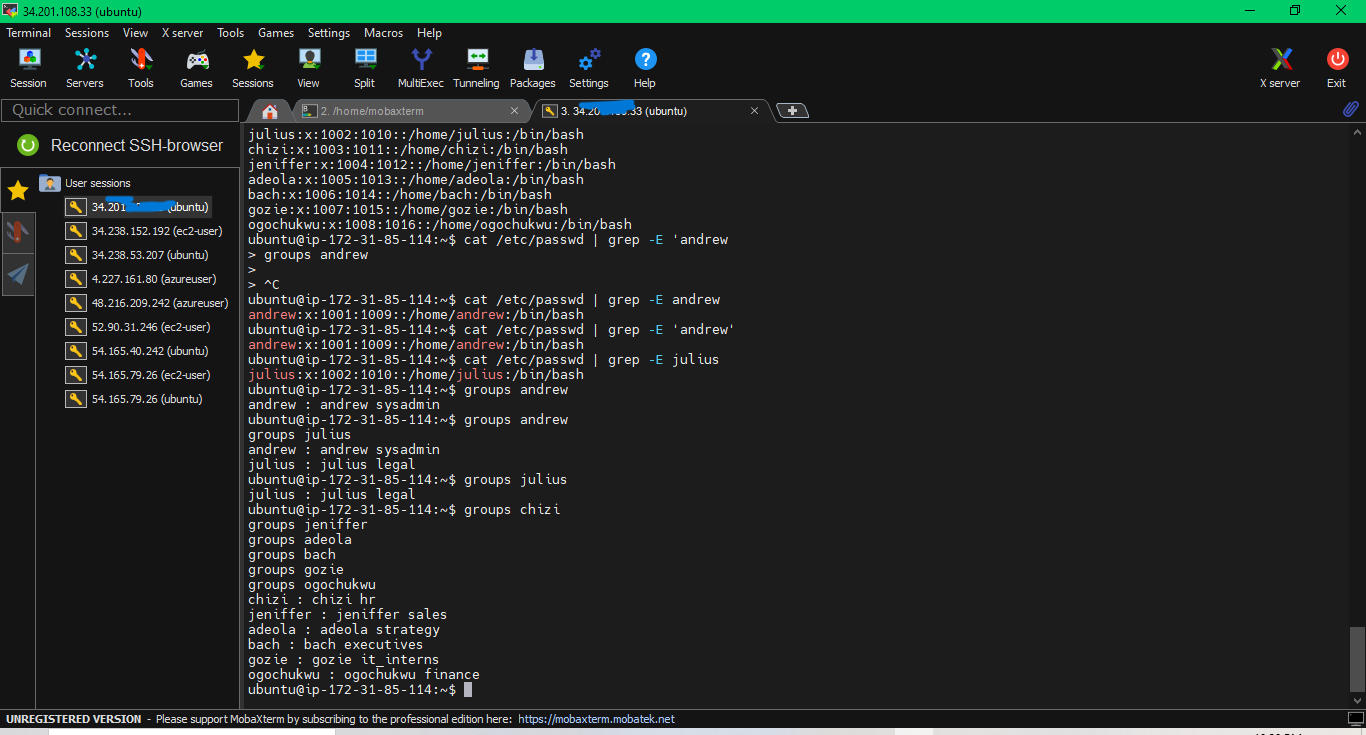 34.201.108.33 (ubuntu)
Terminal Sessions View X server Tools Games Settings Macros Help
Session Servers Tools Games Sessions View Split MultiExec Tunneling Packages Settings Help X server Exit
Quick connect...
2. /home/mobaxterm
3. 34.20 .33 (ubuntu)
Reconnect SSH-browser
User sessions
34.201 (ubuntu)
34.238.152.192 (ec2-user)
34.238.53.207 (ubuntu)
4.227.161.80 (azureuser)
48.216.209.242 (azureuser)
52.90.31.246 (ec2-user)
54.165.40.242 (ubuntu)
54.165.79.26 (ec2-user)
54.165.79.26 (ubuntu)
julius:x:1002:1010::/home/julius:/bin/bash
chizi:x:1003:1011::/home/chizi:/bin/bash
jeniffer:x:1004:1012::/home/jeniffer:/bin/bash
adeola:x:1005:1013::/home/adeola:/bin/bash
bach:x:1006:1014::/home/bach:/bin/bash
gozie:x:1007:1015::/home/gozie:/bin/bash
ogochukwu:x:1008:1016::/home/ogochukwu:/bin/bash
ubuntu@ip-172-31-85-114:~$ cat /etc/passwd | grep -E 'andrew
> groups andrew
>
> ^C
ubuntu@ip-172-31-85-114:~$ cat /etc/passwd | grep -E andrew
andrew:x:1001:1009::/home/andrew:/bin/bash
ubuntu@ip-172-31-85-114:~$ cat /etc/passwd | grep -E 'andrew'
andrew:x:1001:1009::/home/andrew:/bin/bash
ubuntu@ip-172-31-85-114:~$ cat /etc/passwd | grep -E julius
julius:x:1002:1010::/home/julius:/bin/bash
ubuntu@ip-172-31-85-114:~$ groups andrew
andrew : andrew sysadmin
ubuntu@ip-172-31-85-114:~$ groups andrew
groups julius
andrew : andrew sysadmin
julius : julius legal
ubuntu@ip-172-31-85-114:~$ groups julius
julius : julius legal
ubuntu@ip-172-31-85-114:~$ groups chizi
groups jeniffer
groups adeola
groups bach
groups gozie
groups ogochukwu
chizi : chizi hr
jeniffer : jeniffer sales
adeola : adeola strategy
bach : bach executives
gozie : gozie it_interns
ogochukwu : ogochukwu finance
ubuntu@ip-172-31-85-114:~$
UNREGISTERED VERSION - Please support MobaXterm by subscribing to the professional edition here: https://mobaxterm.mobatek.net